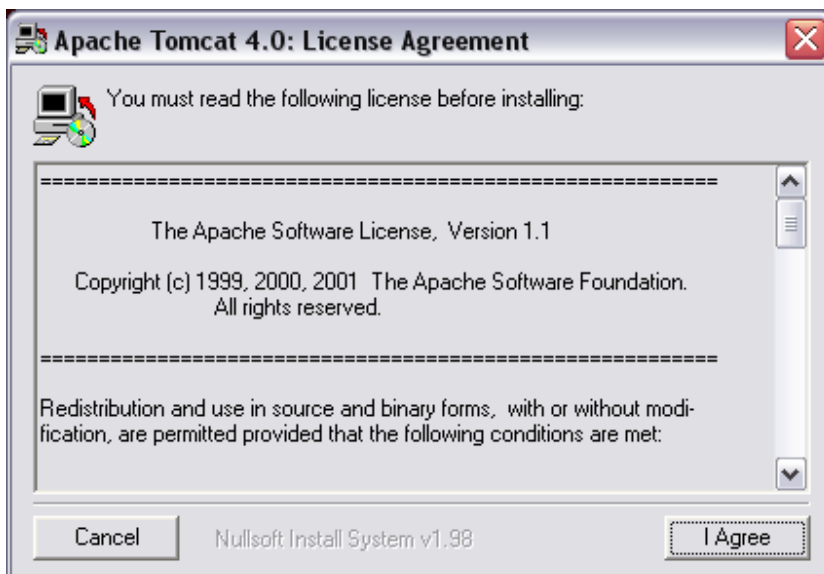 Apache Tomcat 4.0: License Agreement
You must read the following license before installing:
==========================================================
The Apache Software License, Version 1.1
Copyright (c) 1999, 2000, 2001 The Apache Software Foundation.
All rights reserved.
==========================================================
Redistribution and use in source and binary forms, with or without modi-
fication, are permitted provided that the following conditions are met:
Cancel
Nullsoft Install System v1.98
I Agree